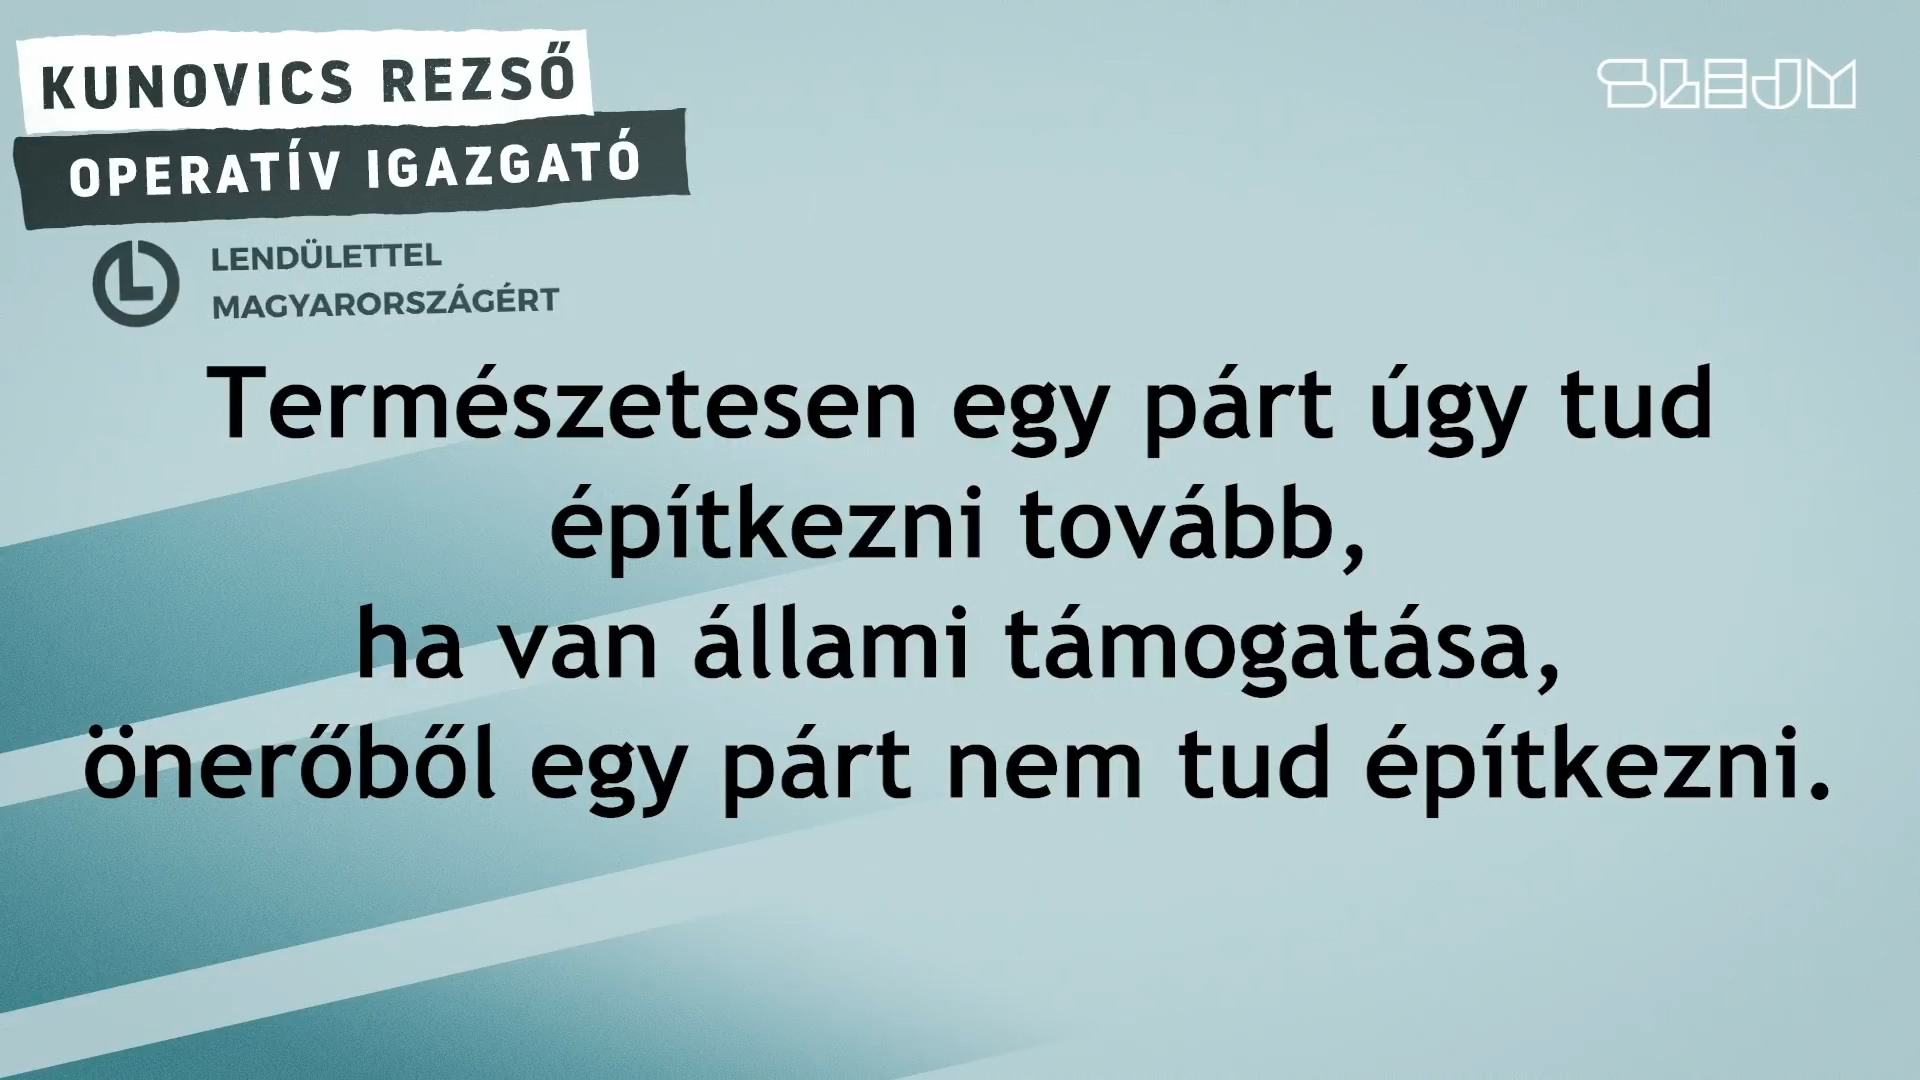 KUNOVICS REZSŐ
OPERATÍV IGAZGATÓ
LENDÜLETTEL
MAGYARORSZÁGÉRT
SLEJM
Természetesen egy párt úgy tud
építkezni tovább,
ha van állami támogatása,
önerőből egy párt nem tud építkezni.